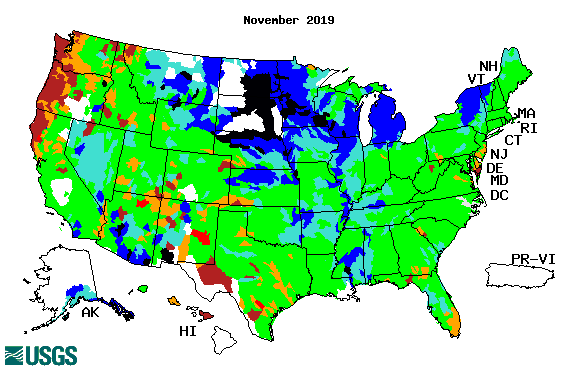 November 2019
NH
VT
MA
RI
CT
NJ
DE
MD
DC
PR-VI
AK
HI
USGS